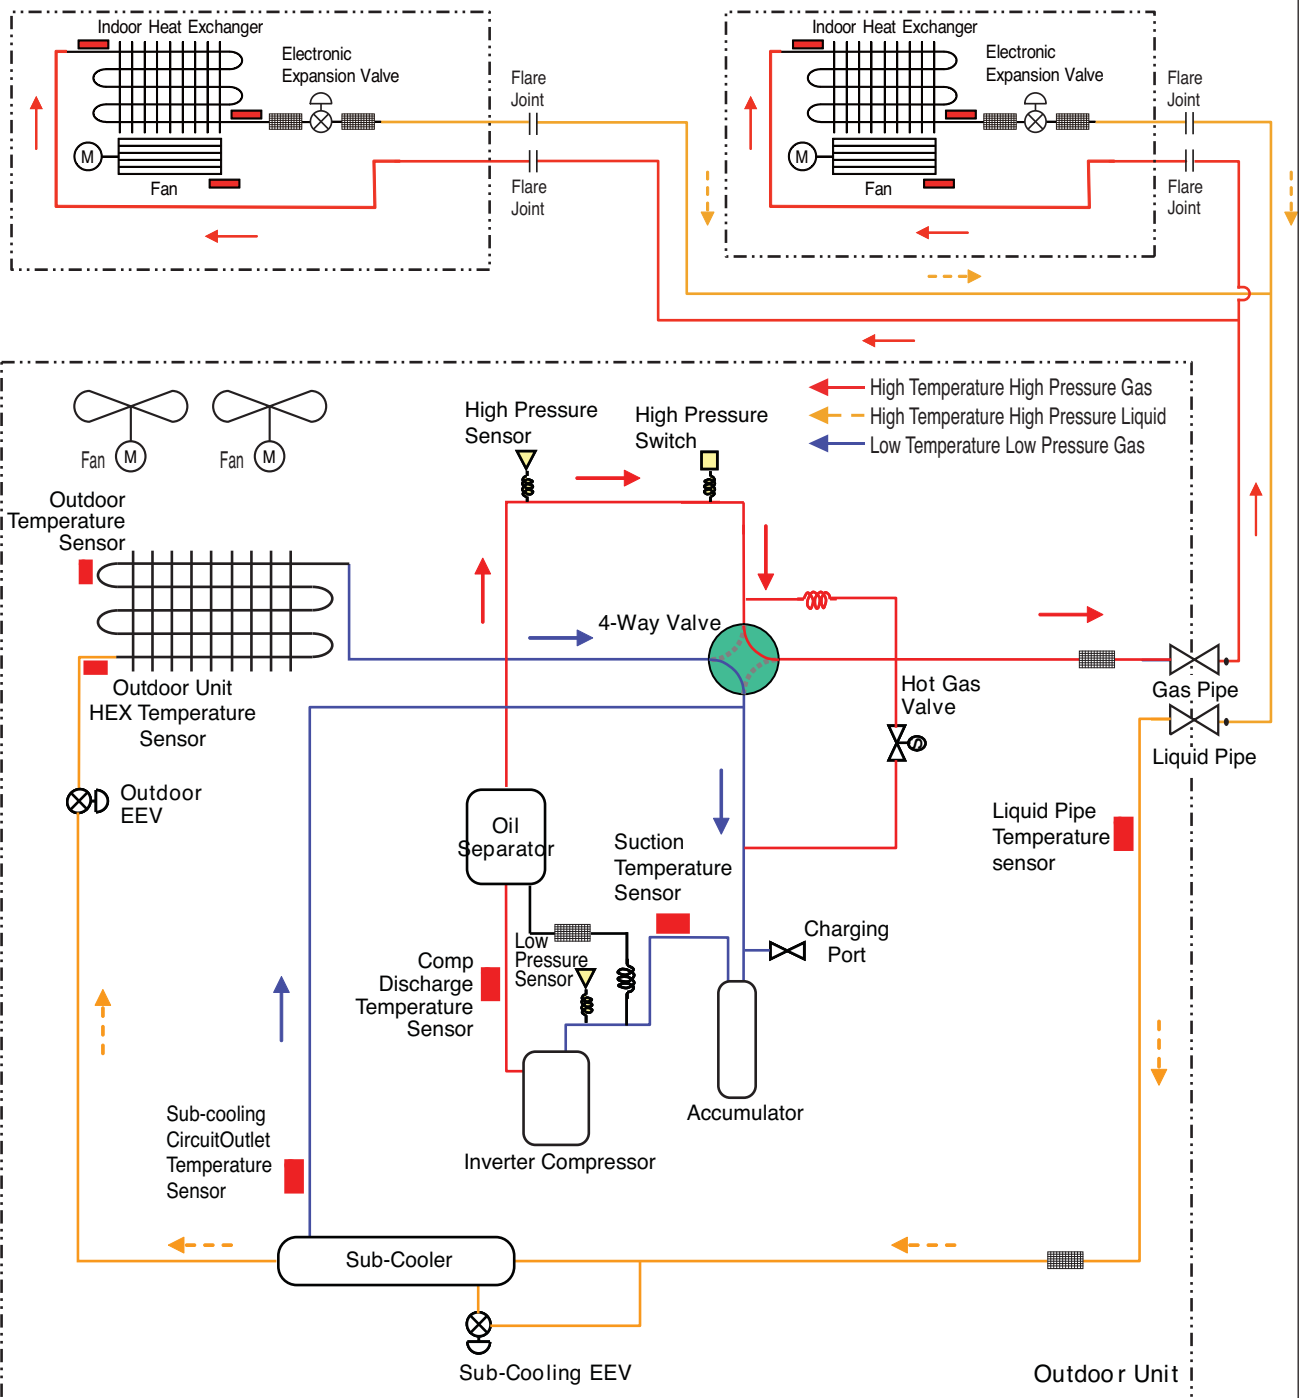 Indoor Heat Exchanger
Electronic
Expansion Valve
Flare
Joint
M
Fan
Flare
Joint
Indoor Heat Exchanger
Electronic
Expansion Valve
Flare
Joint
M
Fan
Flare
Joint
High Temperature High Pressure Gas
High Temperature High Pressure Liquid
Low Temperature Low Pressure Gas
Fan
M
Fan
M
High Pressure
Sensor
High Pressure
Switch
Outdoor
Temperature
Sensor
4-Way Valve
Outdoor Unit
HEX Temperature
Sensor
Hot Gas
Valve
S
Gas Pipe
Liquid Pipe
Outdoor
EEV
Oil
Separator
Suction
Temperature
Sensor
Liquid Pipe
Temperature
sensor
Low
Pressure
Sensor
Charging
Port
Comp
Discharge
Temperature
Sensor
Accumulator
Inverter Compressor
Sub-cooling
CircuitOutlet
Temperature
Sensor
Sub-Cooler
Sub-Cooling EEV
Outdoor Unit